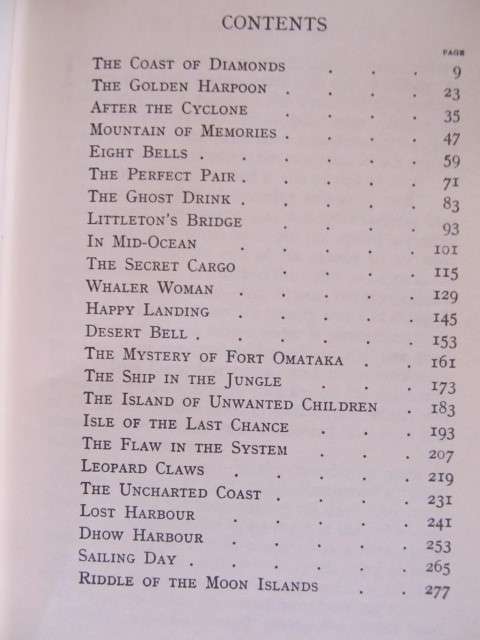 CONTENTS
PAGE
THE COAST OF DIAMONDS . . . 9
THE GOLDEN HARPOON . . . . 23
AFTER THE CYCLONE . . . . 35
MOUNTAIN OF MEMORIES . . . . 47
EIGHT BELLS . . . . . . 59
THE PERFECT PAIR . . . . . 71
THE GHOST DRINK . . . . . 83
LITTLETON'S BRIDGE . . . . 93
IN MID-OCEAN . . . . . 101
THE SECRET CARGO . . . . 115
WHALER WOMAN . . . . . 129
HAPPY LANDING . . . . . 145
DESERT BELL . . . . . . 153
THE MYSTERY OF FORT OMATAKA . . 161
THE SHIP IN THE JUNGLE . . . 173
THE ISLAND OF UNWANTED CHILDREN . 183
ISLE OF THE LAST CHANCE . . . 193
THE FLAW IN THE SYSTEM . . . 207
LEOPARD CLAWS . . . . . 219
THE UNCHARTED COAST . . . . 231
LOST HARBOUR . . . . . 241
DHOW HARBOUR . . . . . 253
SAILING DAY . . . . . . 265
RIDDLE OF THE MOON ISLANDS . . 277